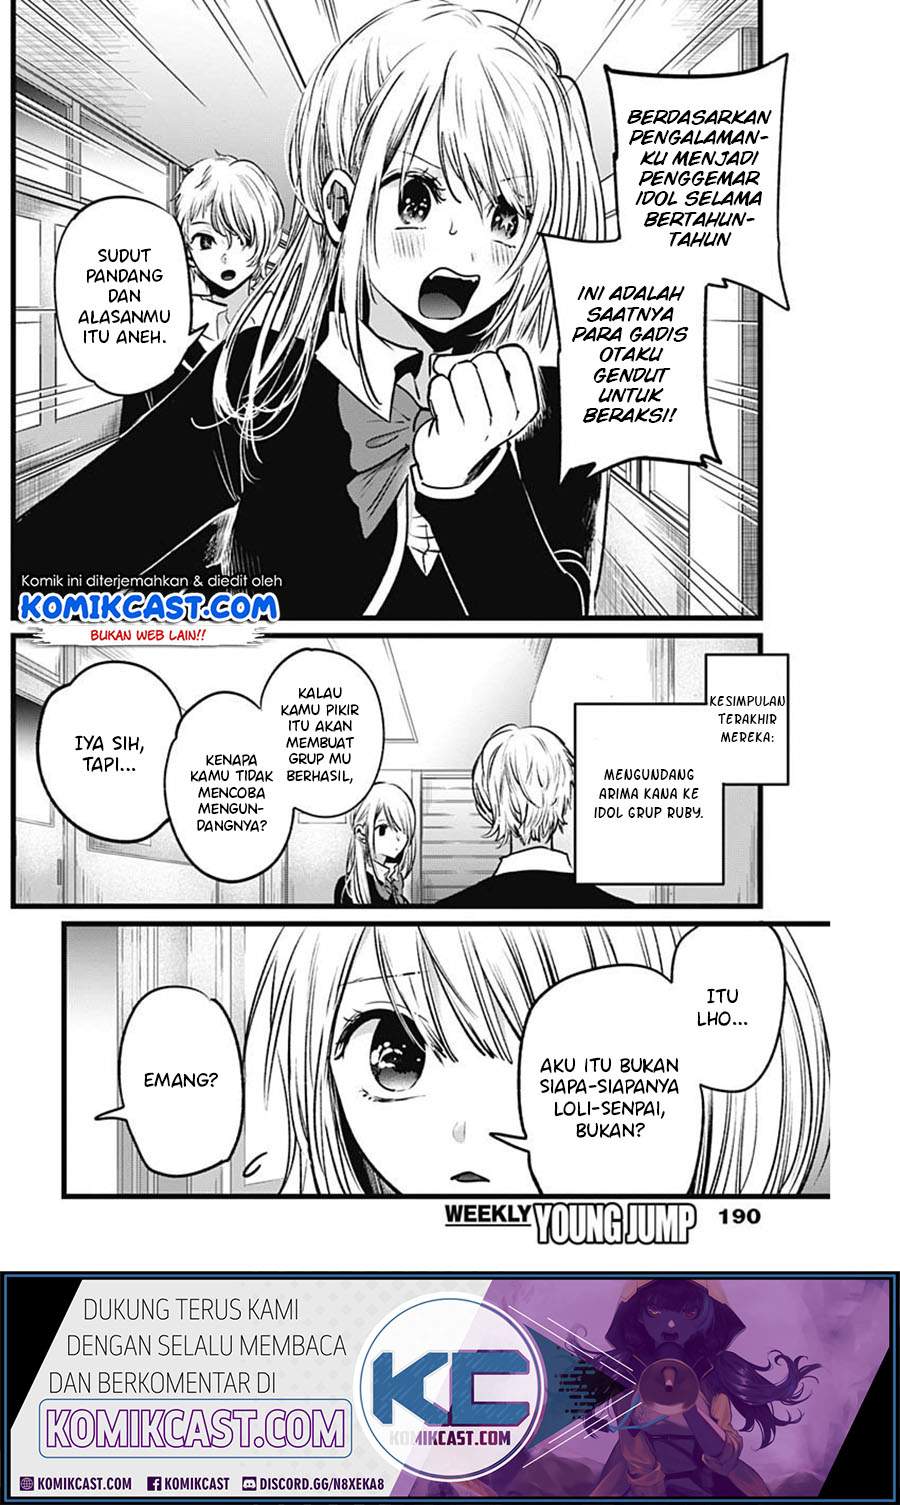 BERDASARKAN
PENGALAMAN-
KU MENJADI
PENGGEMAR
IDOL SELAMA
BERTAHUN-
TAHUN
INI ADALAH
SAATNYA
PARA GADIS
OTAKU
GENDUT
UNTUK
BERAKSI!
SUDUT
PANDANG
DAN
ALASANMU
ITU ANEH.
Komik ini diterjemahkan & diedit oleh
KOMIKCAST.COM
BUKAN WEB LAIN!!
KESIMPULAN
TERAKHIR
MEREKA:
MENGUNDANG
ARIMA KANA KE
IDOL GRUP RUBY.
KALAU
KAMU PIKIR
ITU AKAN
MEMBUAT
GRUP MU
BERHASIL,
KENAPA
KAMU TIDAK
MENCOBA
MENGUN-
DANGNYA?
IYA SIH,
TAPI...
ITU
LHO...
AKU ITU BUKAN
SIAPA-SIAPANYA
LOLI-SENPAI,
BUKAN?
EMANG?
WEEKLY YOUNG JUMP 190
DUKUNG TERUS KAMI
DENGAN SELALU MEMBACA
DAN BERKOMENTAR DI
KOMIKCAST.COM
KC
KOMIKCAST.COM
KOMIKCAST.COM KOMIKCAST DISCORD.GG/N8XEKA8